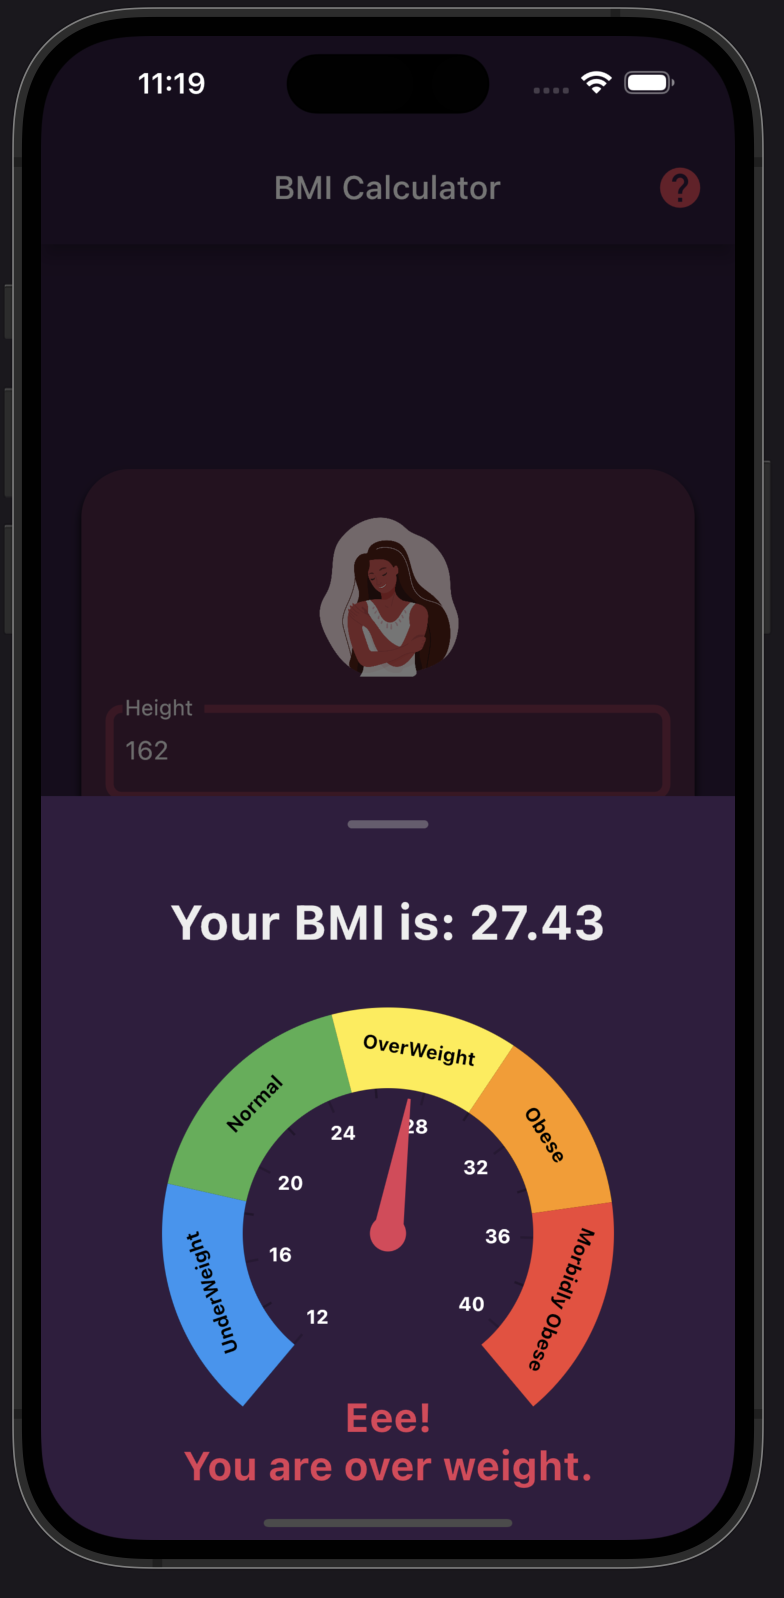 11:19
BMI Calculator
?
Height
162
Your BMI is: 27.43
UnderWeight
Normal
OverWeight
Obese
Morbidly Obese
12
16
20
24
28
32
36
40
Eee!
You are over weight.